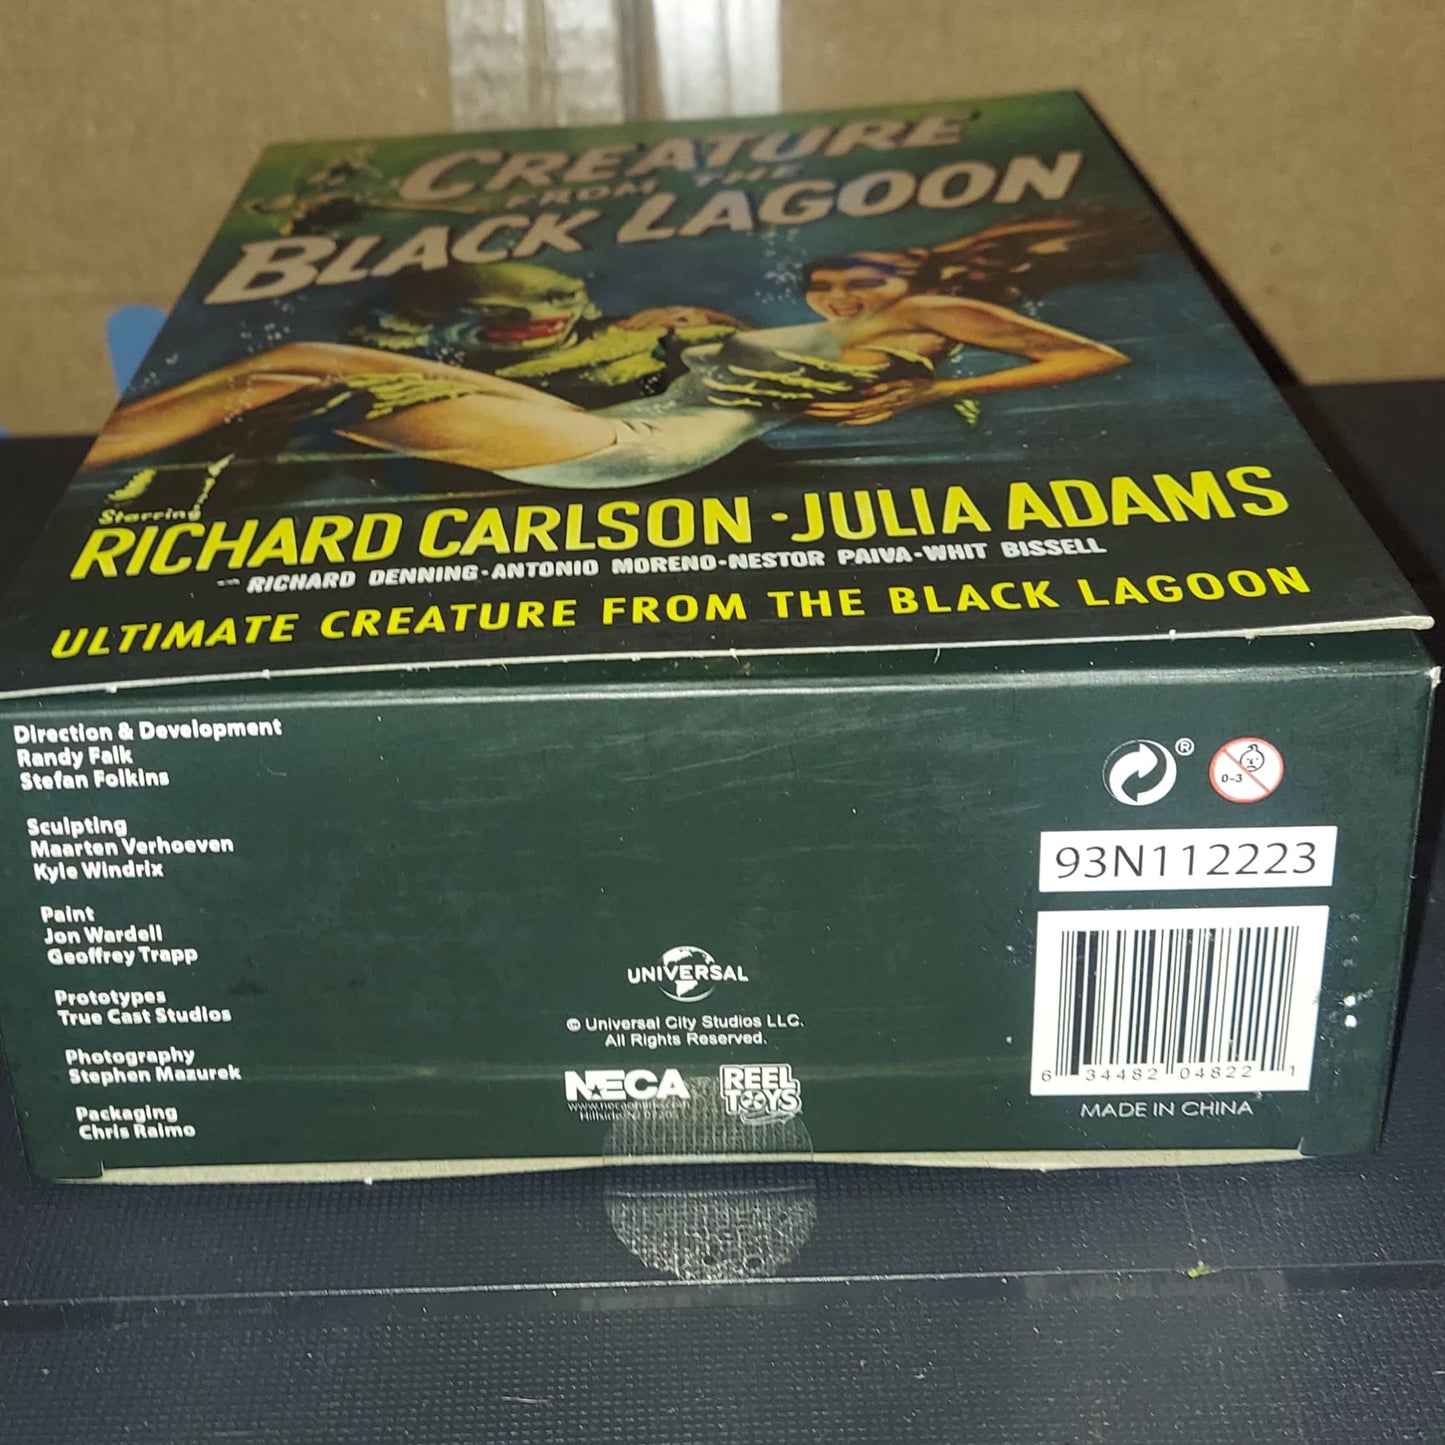 CREATURE
FROM THE
BLACK LAGOON
Starring
RICHARD CARLSON · JULIA ADAMS
RICHARD DENNING · ANTONIO MORENO · NESTOR PAIVA · WHIT BISSELL
ULTIMATE CREATURE FROM THE BLACK LAGOON
Direction & Development
Randy Falk
Stefan Folkins
Sculpting
Maarten Verhoeven
Kyle Windrix
Paint
Jon Wardell
Geoffrey Trapp
Prototypes
True Cast Studios
Photography
Stephen Mazurek
Packaging
Chris Raimo
UNIVERSAL
© Universal City Studios LLC.
All Rights Reserved.
NECA
REEL
TOYS
Hillside, NJ
®
0-3
93N112223
6 34482 04822 1
MADE IN CHINA